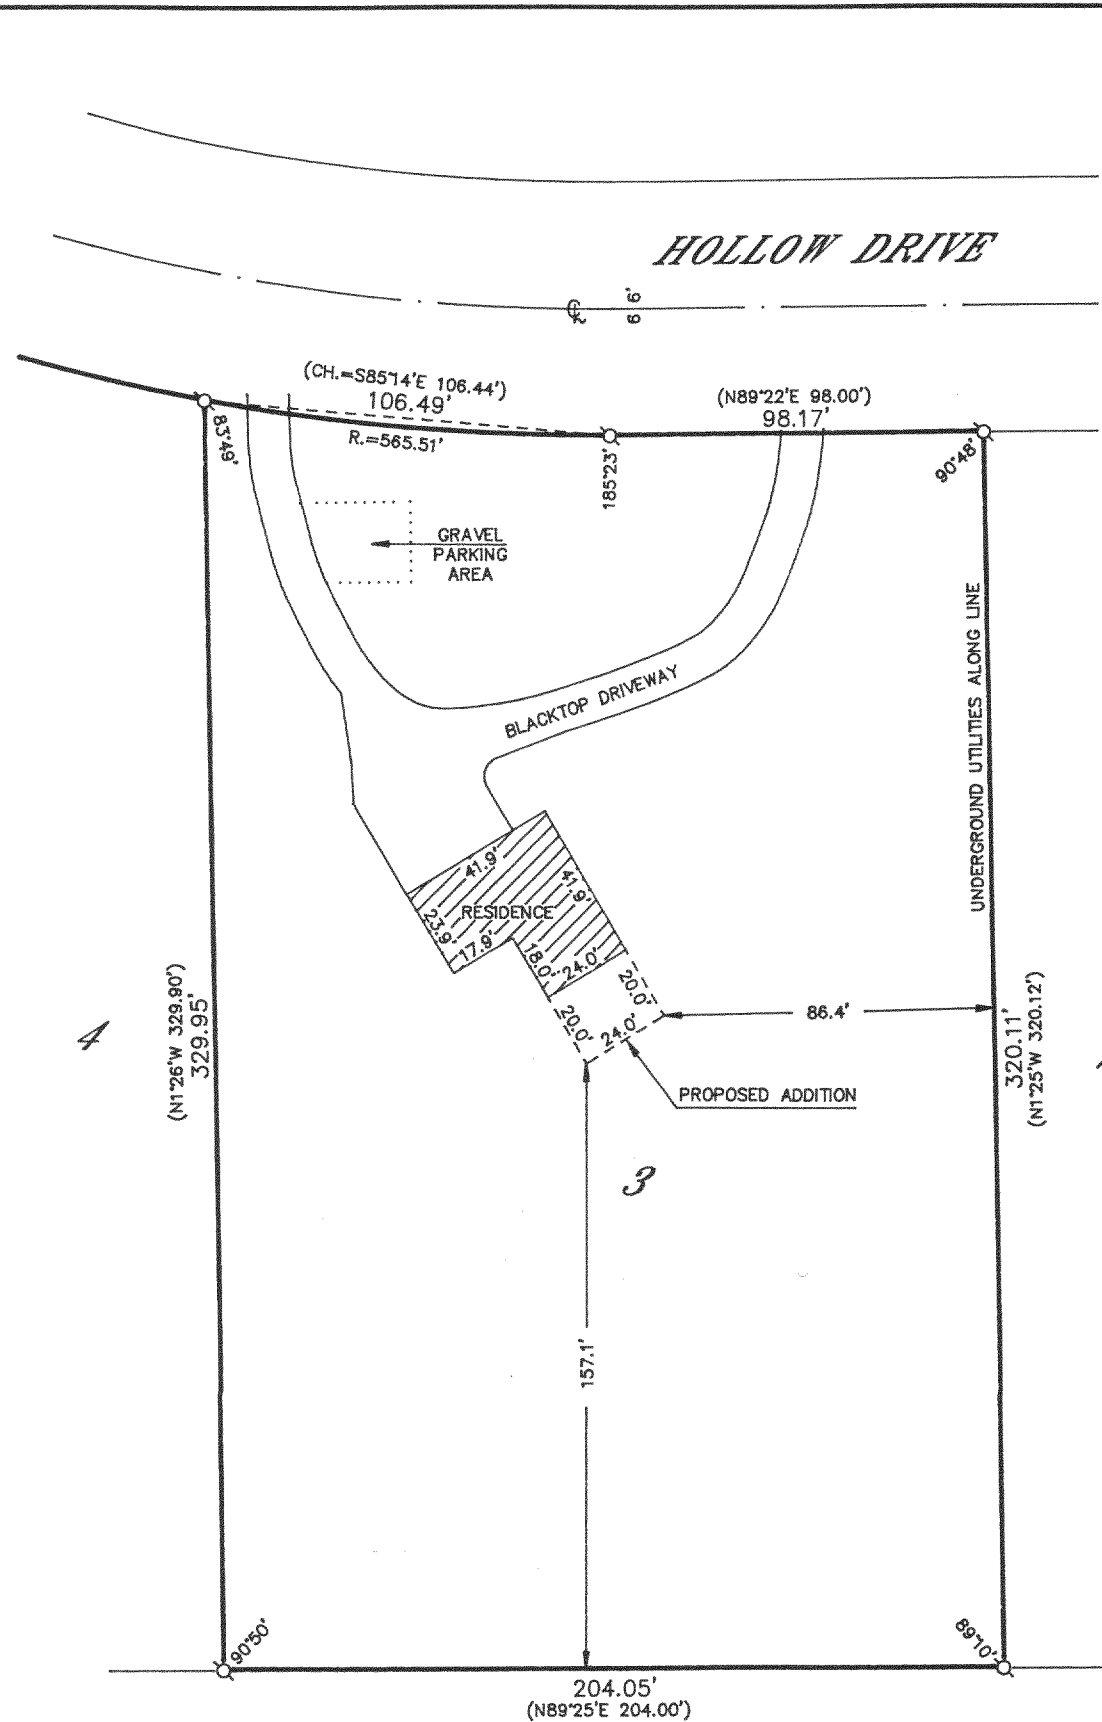 HOLLOW DRIVE
66'
(CH.=S85°14'E 106.44')
106.49'
R.=565.51'
(N89°22'E 98.00')
98.17'
83°49'
185°23'
90°48'
GRAVEL
PARKING
AREA
BLACKTOP DRIVEWAY
UNDERGROUND UTILITIES ALONG LINE
41.9'
41.9'
RESIDENCE
23.9'
17.9'
18.0'
24.0'
20.0'
20.0'
24.0'
86.4'
PROPOSED ADDITION
4
(N1°26'W 329.90')
329.95'
320.11'
(N1°25'W 320.12')
3
157.1'
90°50'
89°10'
204.05'
(N89°25'E 204.00')